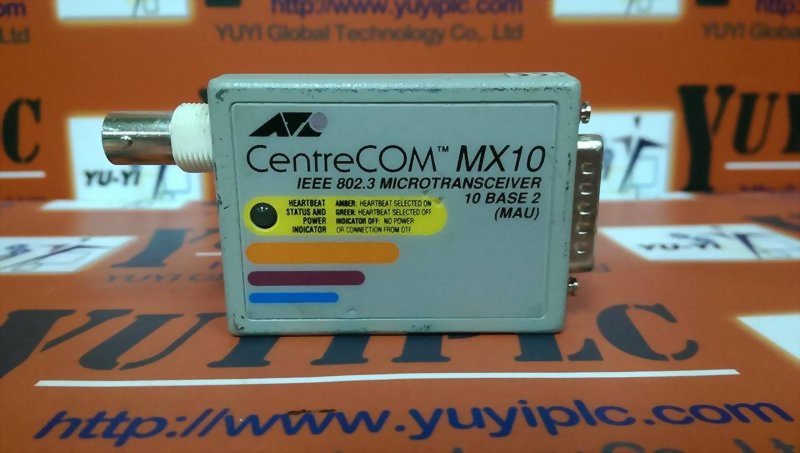 http://www.yuyiplc.com
YUYI Global Technology Co,. Ltd
CentreCOM™ MX10
IEEE 802.3 MICROTRANSCEIVER
10 BASE 2
(MAU)
HEARTBEAT STATUS AND POWER INDICATOR
AMBER: HEARTBEAT SELECTED ON
GREEN: HEARTBEAT SELECTED OFF
INDICATOR OFF: NO POWER
OR CONNECTION FROM DTE
YU-YI
YUYIPLC
http://www.yuyiplc.com